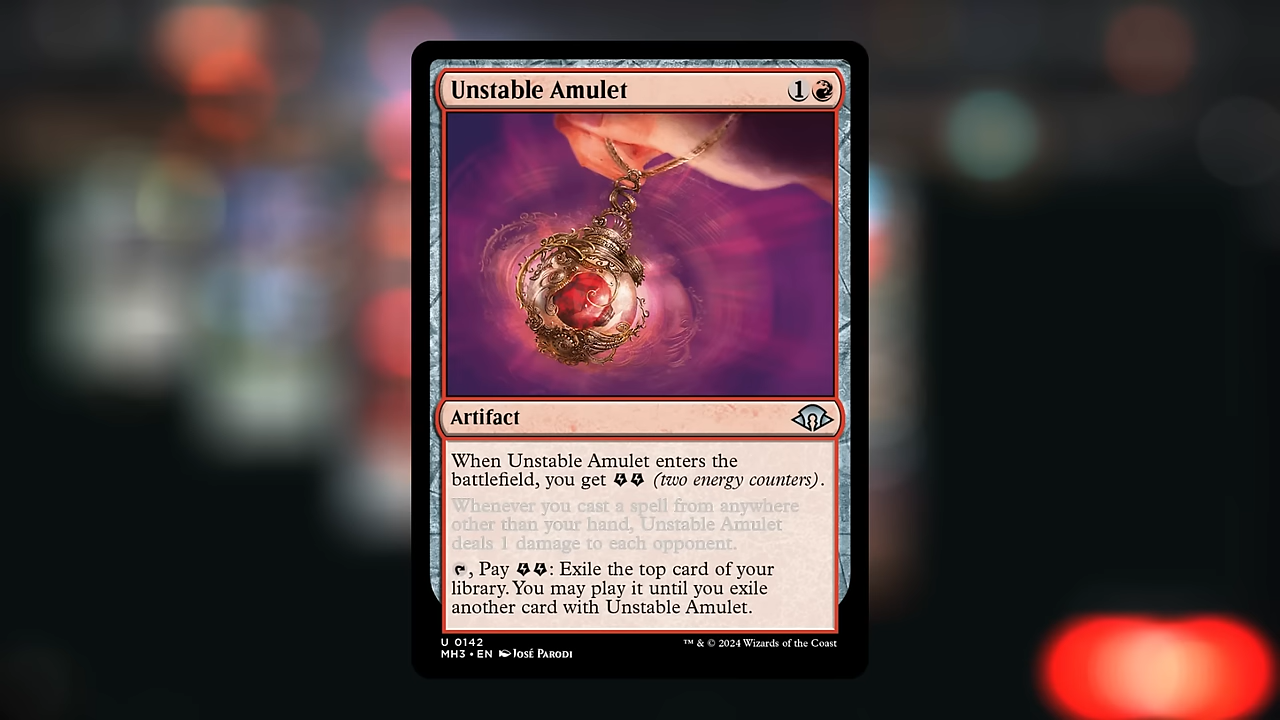 Unstable Amulet 1
Artifact
When Unstable Amulet enters the
battlefield, you get (two energy counters).
Whenever you cast a spell from anywhere
other than your hand, Unstable Amulet
deals 1 damage to each opponent.
, Pay : Exile the top card of your
library. You may play it until you exile
another card with Unstable Amulet.
U 0142
MH3 • EN José Parodi
™ & © 2024 Wizards of the Coast